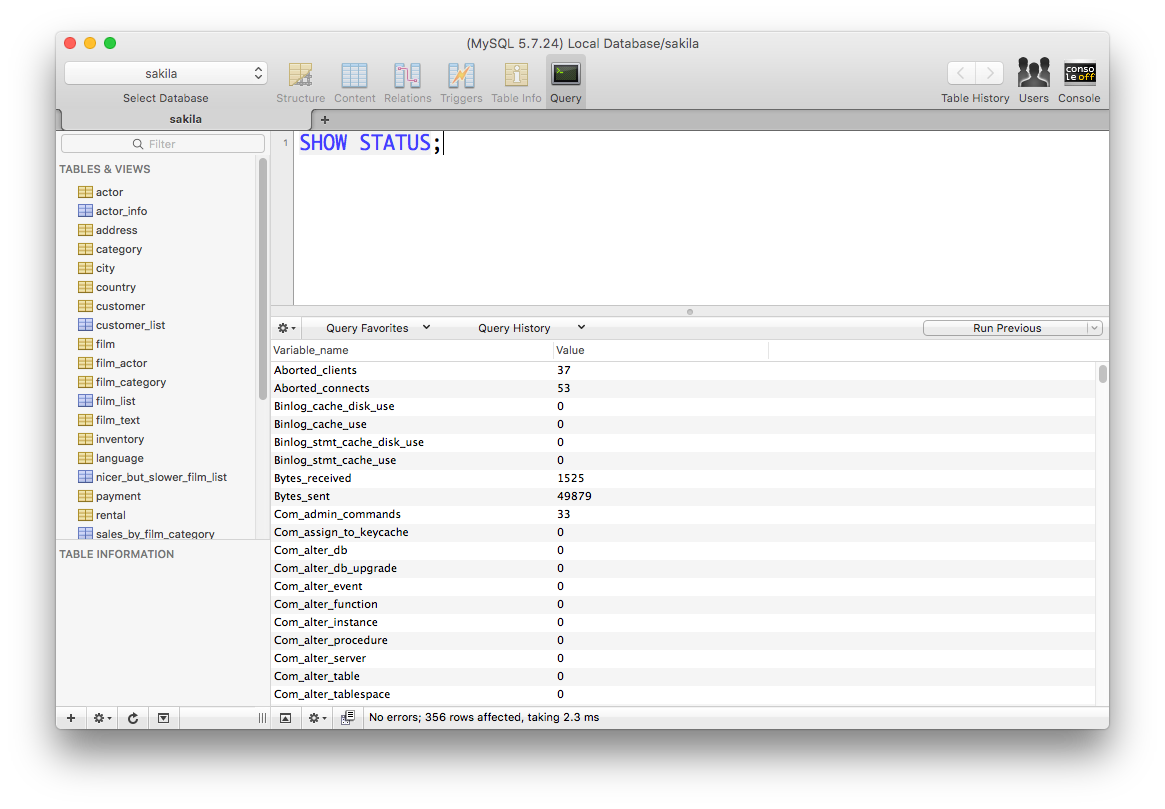 (MySQL 5.7.24) Local Database/sakila
sakila
Select Database
Structure
Content
Relations
Triggers
Table Info
Query
Table History
Users
conso
le off
Console
sakila
+
Filter
TABLES & VIEWS
actor
actor_info
address
category
city
country
customer
customer_list
film
film_actor
film_category
film_list
film_text
inventory
language
nicer_but_slower_film_list
payment
rental
sales_by_film_category
TABLE INFORMATION
1 SHOW STATUS;
Query Favorites Query History Run Previous
Variable_name Value
Aborted_clients 37
Aborted_connects 53
Binlog_cache_disk_use 0
Binlog_cache_use 0
Binlog_stmt_cache_disk_use 0
Binlog_stmt_cache_use 0
Bytes_received 1525
Bytes_sent 49879
Com_admin_commands 33
Com_assign_to_keycache 0
Com_alter_db 0
Com_alter_db_upgrade 0
Com_alter_event 0
Com_alter_function 0
Com_alter_instance 0
Com_alter_procedure 0
Com_alter_server 0
Com_alter_table 0
Com_alter_tablespace 0
No errors; 356 rows affected, taking 2.3 ms